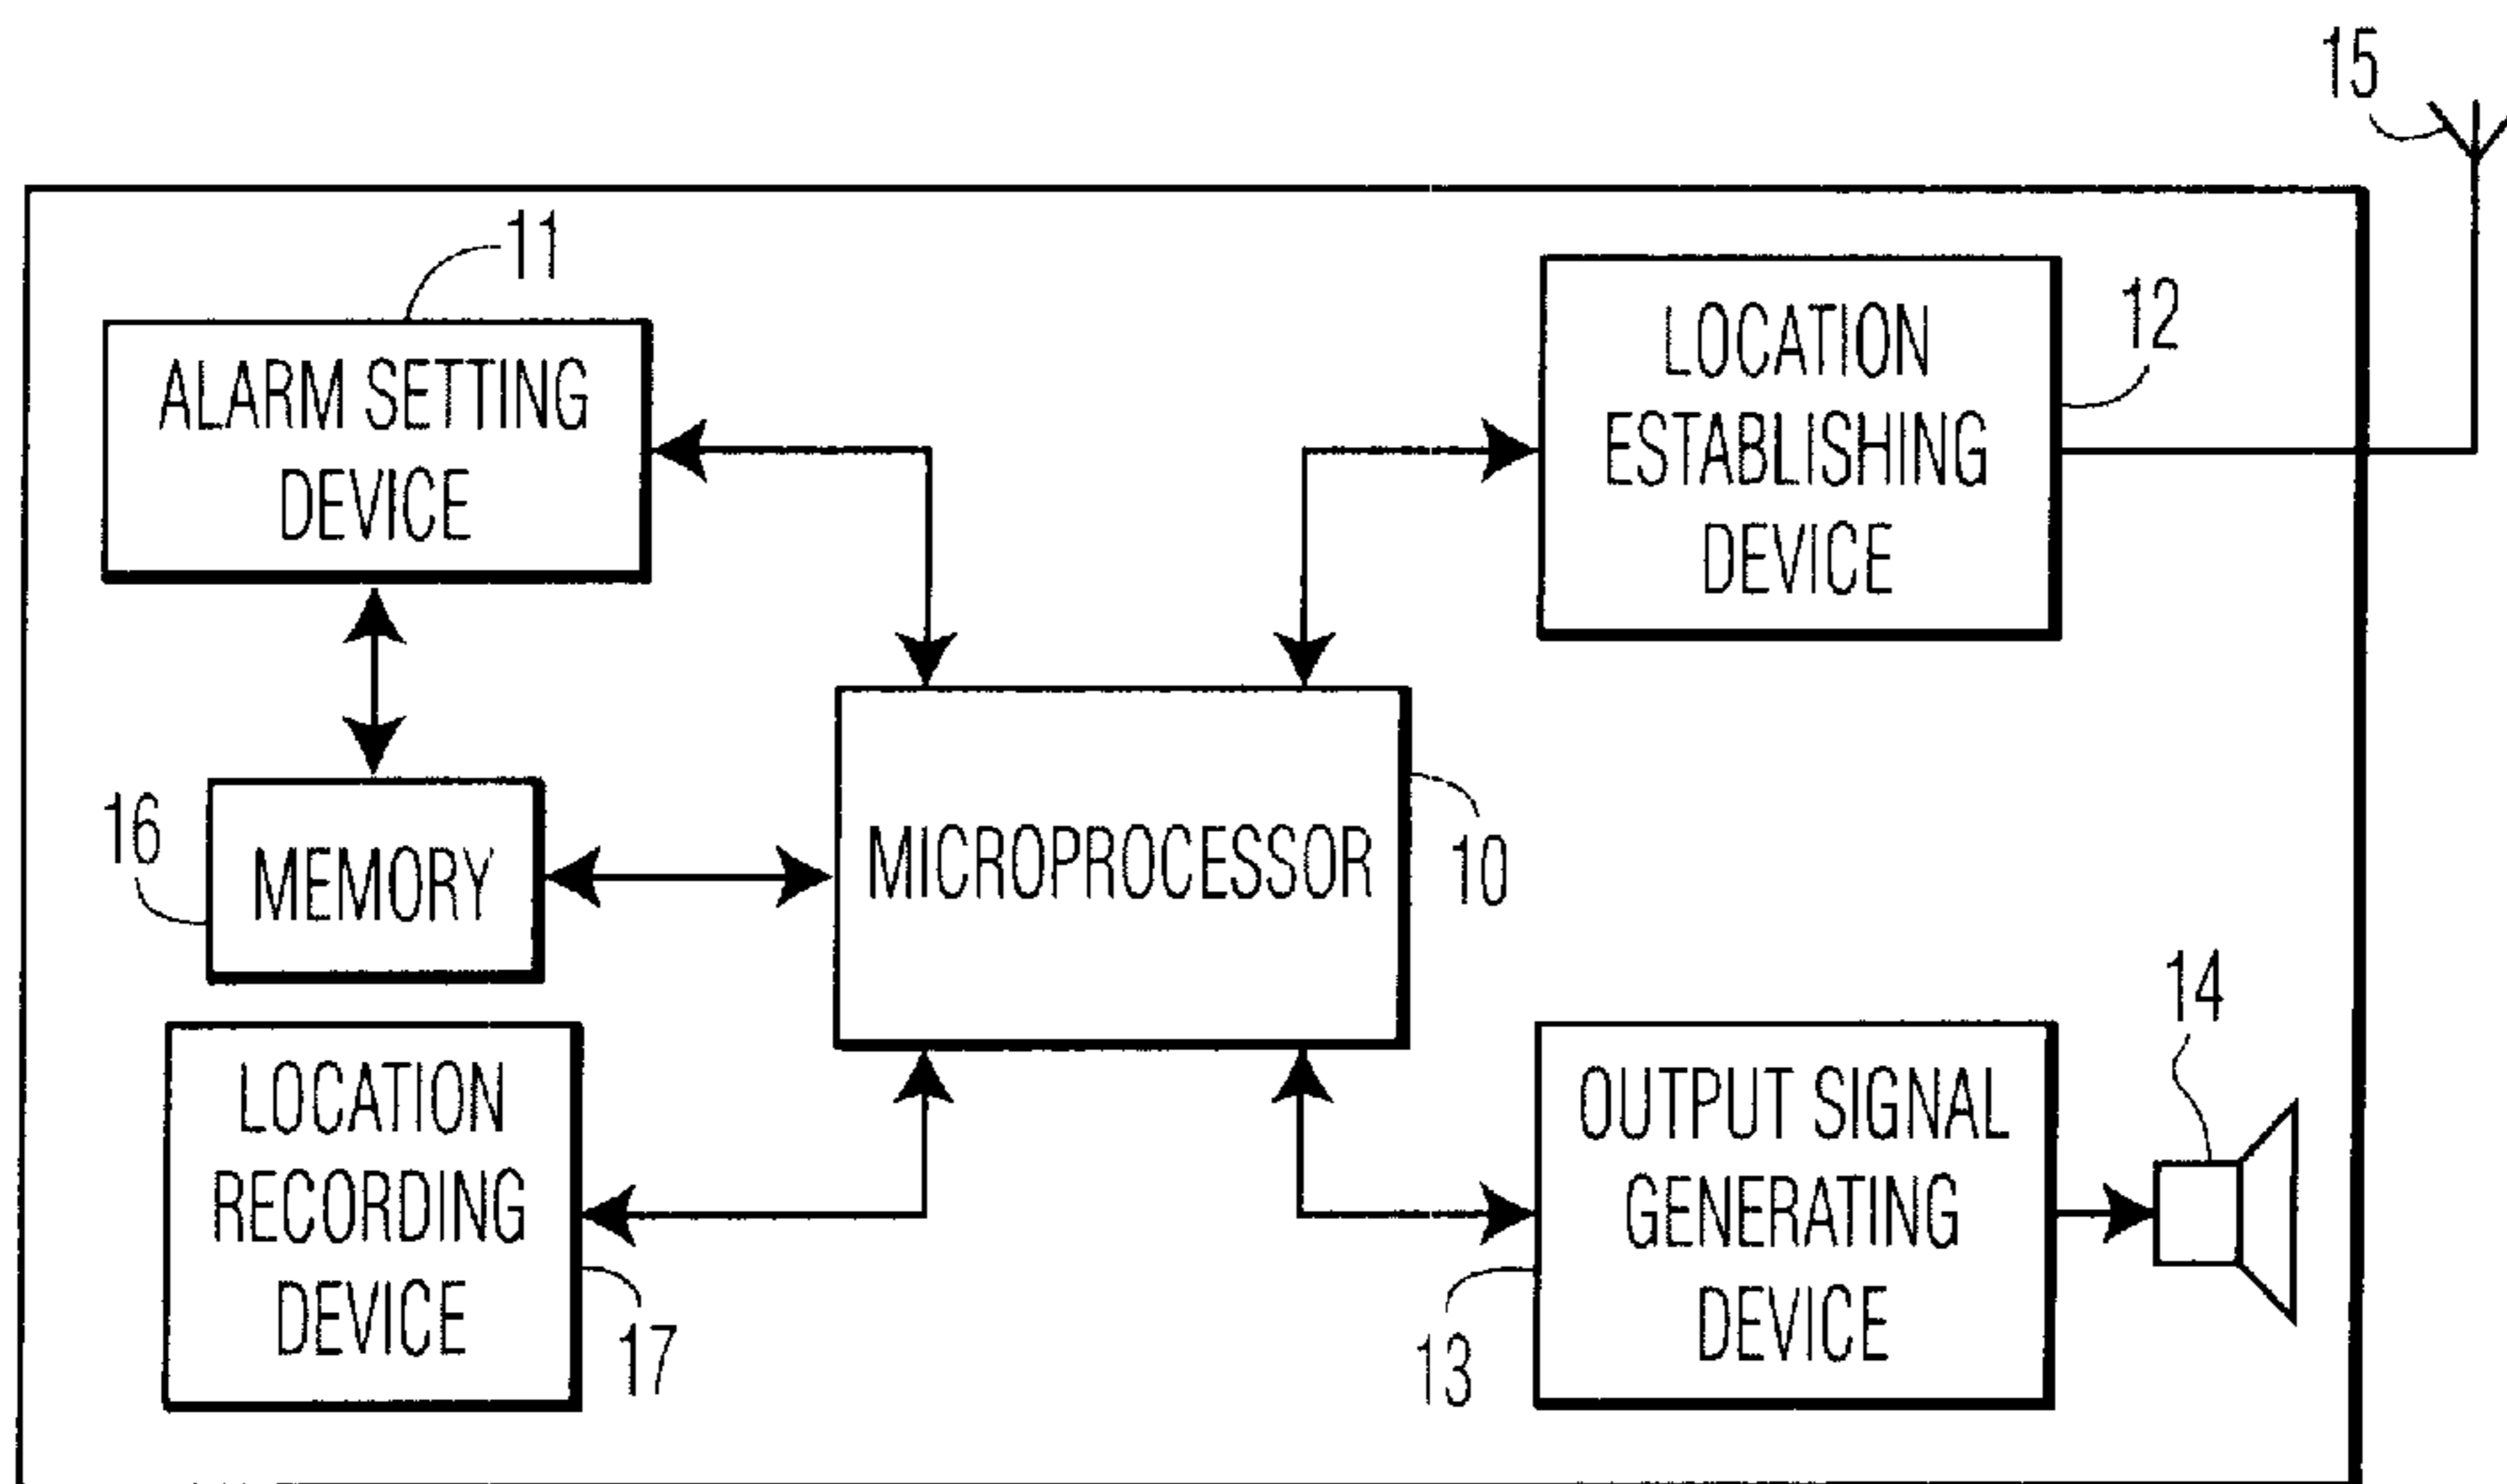 15
11
ALARM SETTING
DEVICE
LOCATION
ESTABLISHING
DEVICE
12
16
MEMORY
MICROPROCESSOR
10
LOCATION
RECORDING
DEVICE
17
OUTPUT SIGNAL
GENERATING
DEVICE
13
14